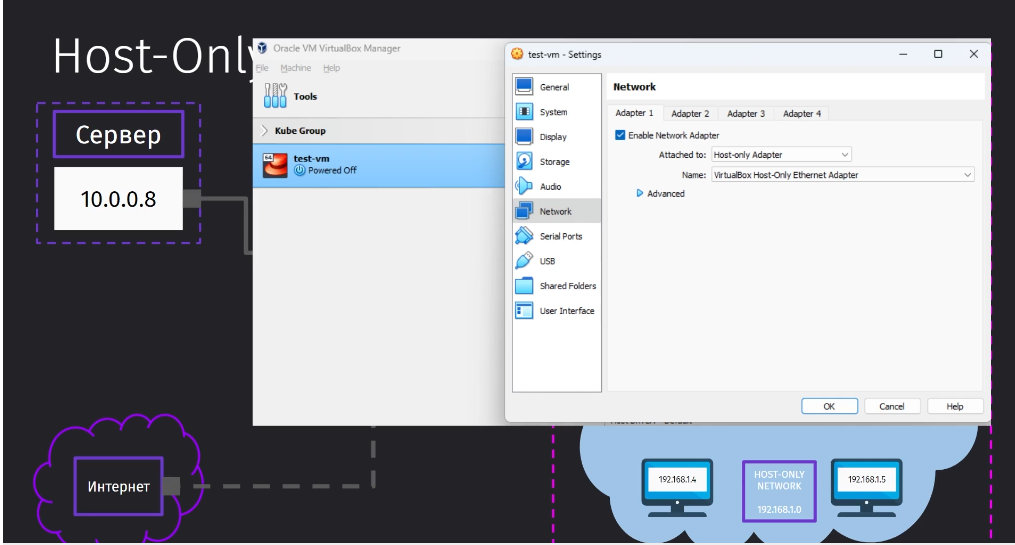 Host-Only
Сервер
10.0.0.8
Интернет
Oracle VM VirtualBox Manager
File Machine Help
Tools
Kube Group
64
test-vm
Powered Off
test-vm - Settings
General
System
Display
Storage
Audio
Network
Serial Ports
USB
Shared Folders
User Interface
Network
Adapter 1 Adapter 2 Adapter 3 Adapter 4
Enable Network Adapter
Attached to: Host-only Adapter
Name: VirtualBox Host-Only Ethernet Adapter
Advanced
OK Cancel Help
192.168.1.4
HOST-ONLY
NETWORK
192.168.1.0
192.168.1.5